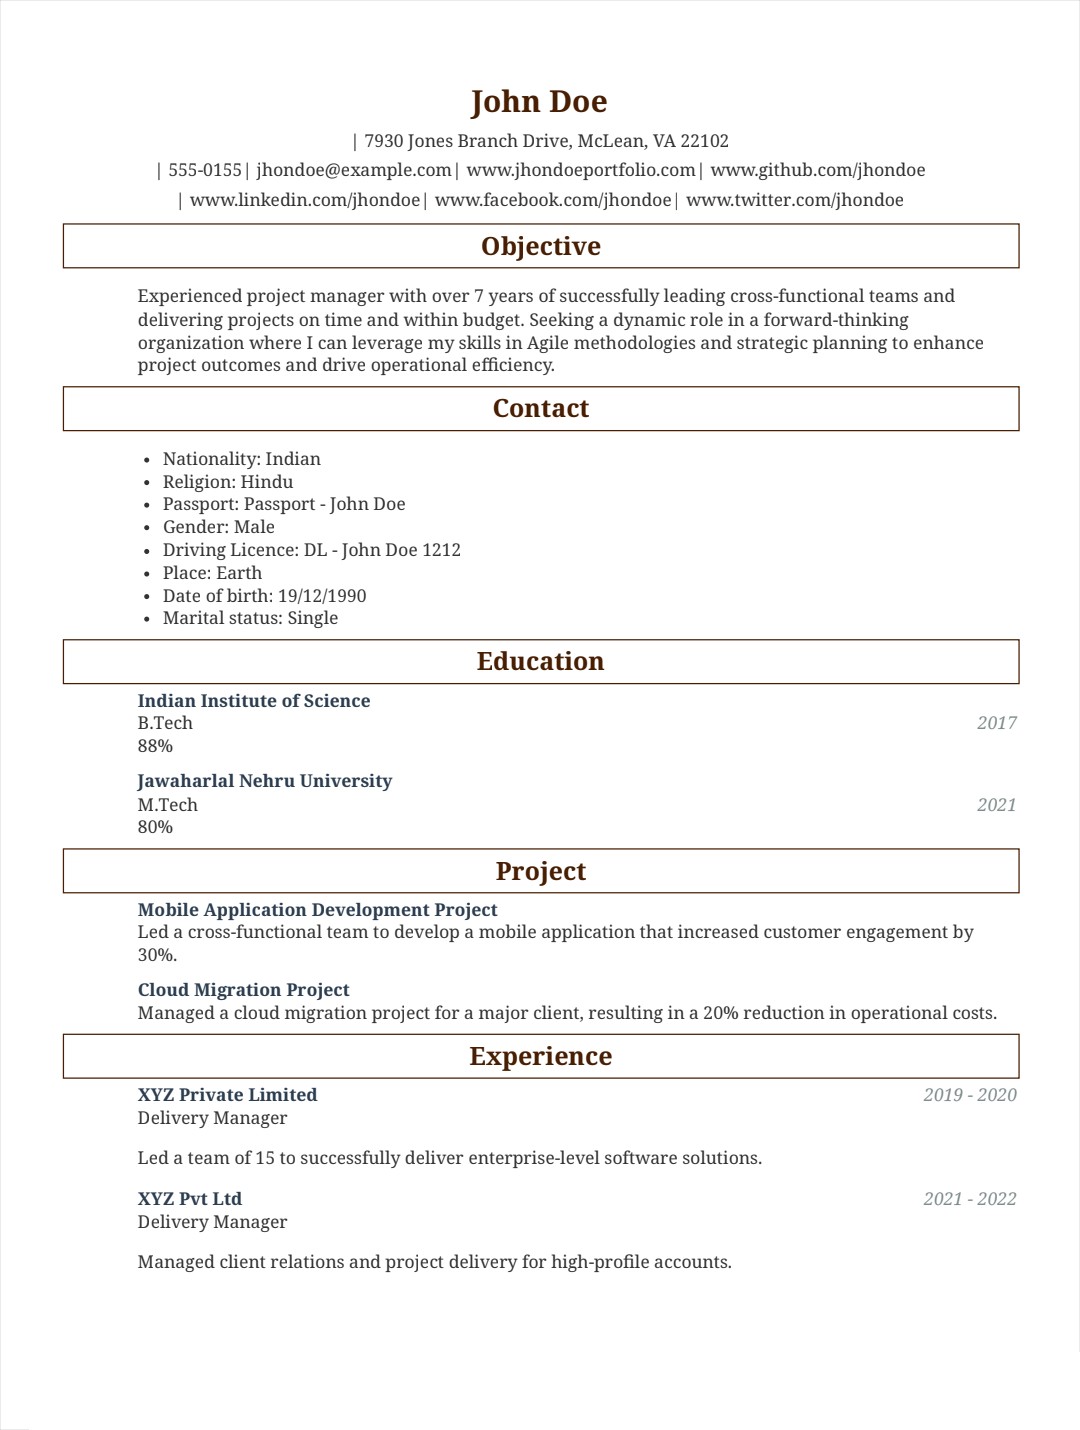 John Doe
| 7930 Jones Branch Drive, McLean, VA 22102
| 555-0155| jhondoe@example.com| www.jhondoeportfolio.com| www.github.com/jhondoe
| www.linkedin.com/jhondoe| www.facebook.com/jhondoe| www.twitter.com/jhondoe
Objective
Experienced project manager with over 7 years of successfully leading cross-functional teams and
delivering projects on time and within budget. Seeking a dynamic role in a forward-thinking
organization where I can leverage my skills in Agile methodologies and strategic planning to enhance
project outcomes and drive operational efficiency.
Contact
• Nationality: Indian
• Religion: Hindu
• Passport: Passport - John Doe
• Gender: Male
• Driving Licence: DL - John Doe 1212
• Place: Earth
• Date of birth: 19/12/1990
• Marital status: Single
Education
Indian Institute of Science
B.Tech 2017
88%
Jawaharlal Nehru University
M.Tech 2021
80%
Project
Mobile Application Development Project
Led a cross-functional team to develop a mobile application that increased customer engagement by
30%.
Cloud Migration Project
Managed a cloud migration project for a major client, resulting in a 20% reduction in operational costs.
Experience
XYZ Private Limited 2019 - 2020
Delivery Manager
Led a team of 15 to successfully deliver enterprise-level software solutions.
XYZ Pvt Ltd 2021 - 2022
Delivery Manager
Managed client relations and project delivery for high-profile accounts.